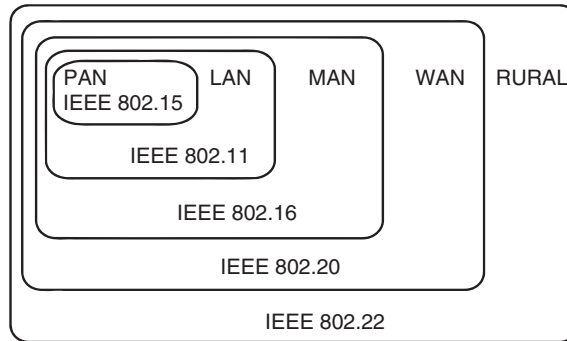 PAN LAN MAN WAN RURAL
IEEE 802.15
IEEE 802.11
IEEE 802.16
IEEE 802.20
IEEE 802.22